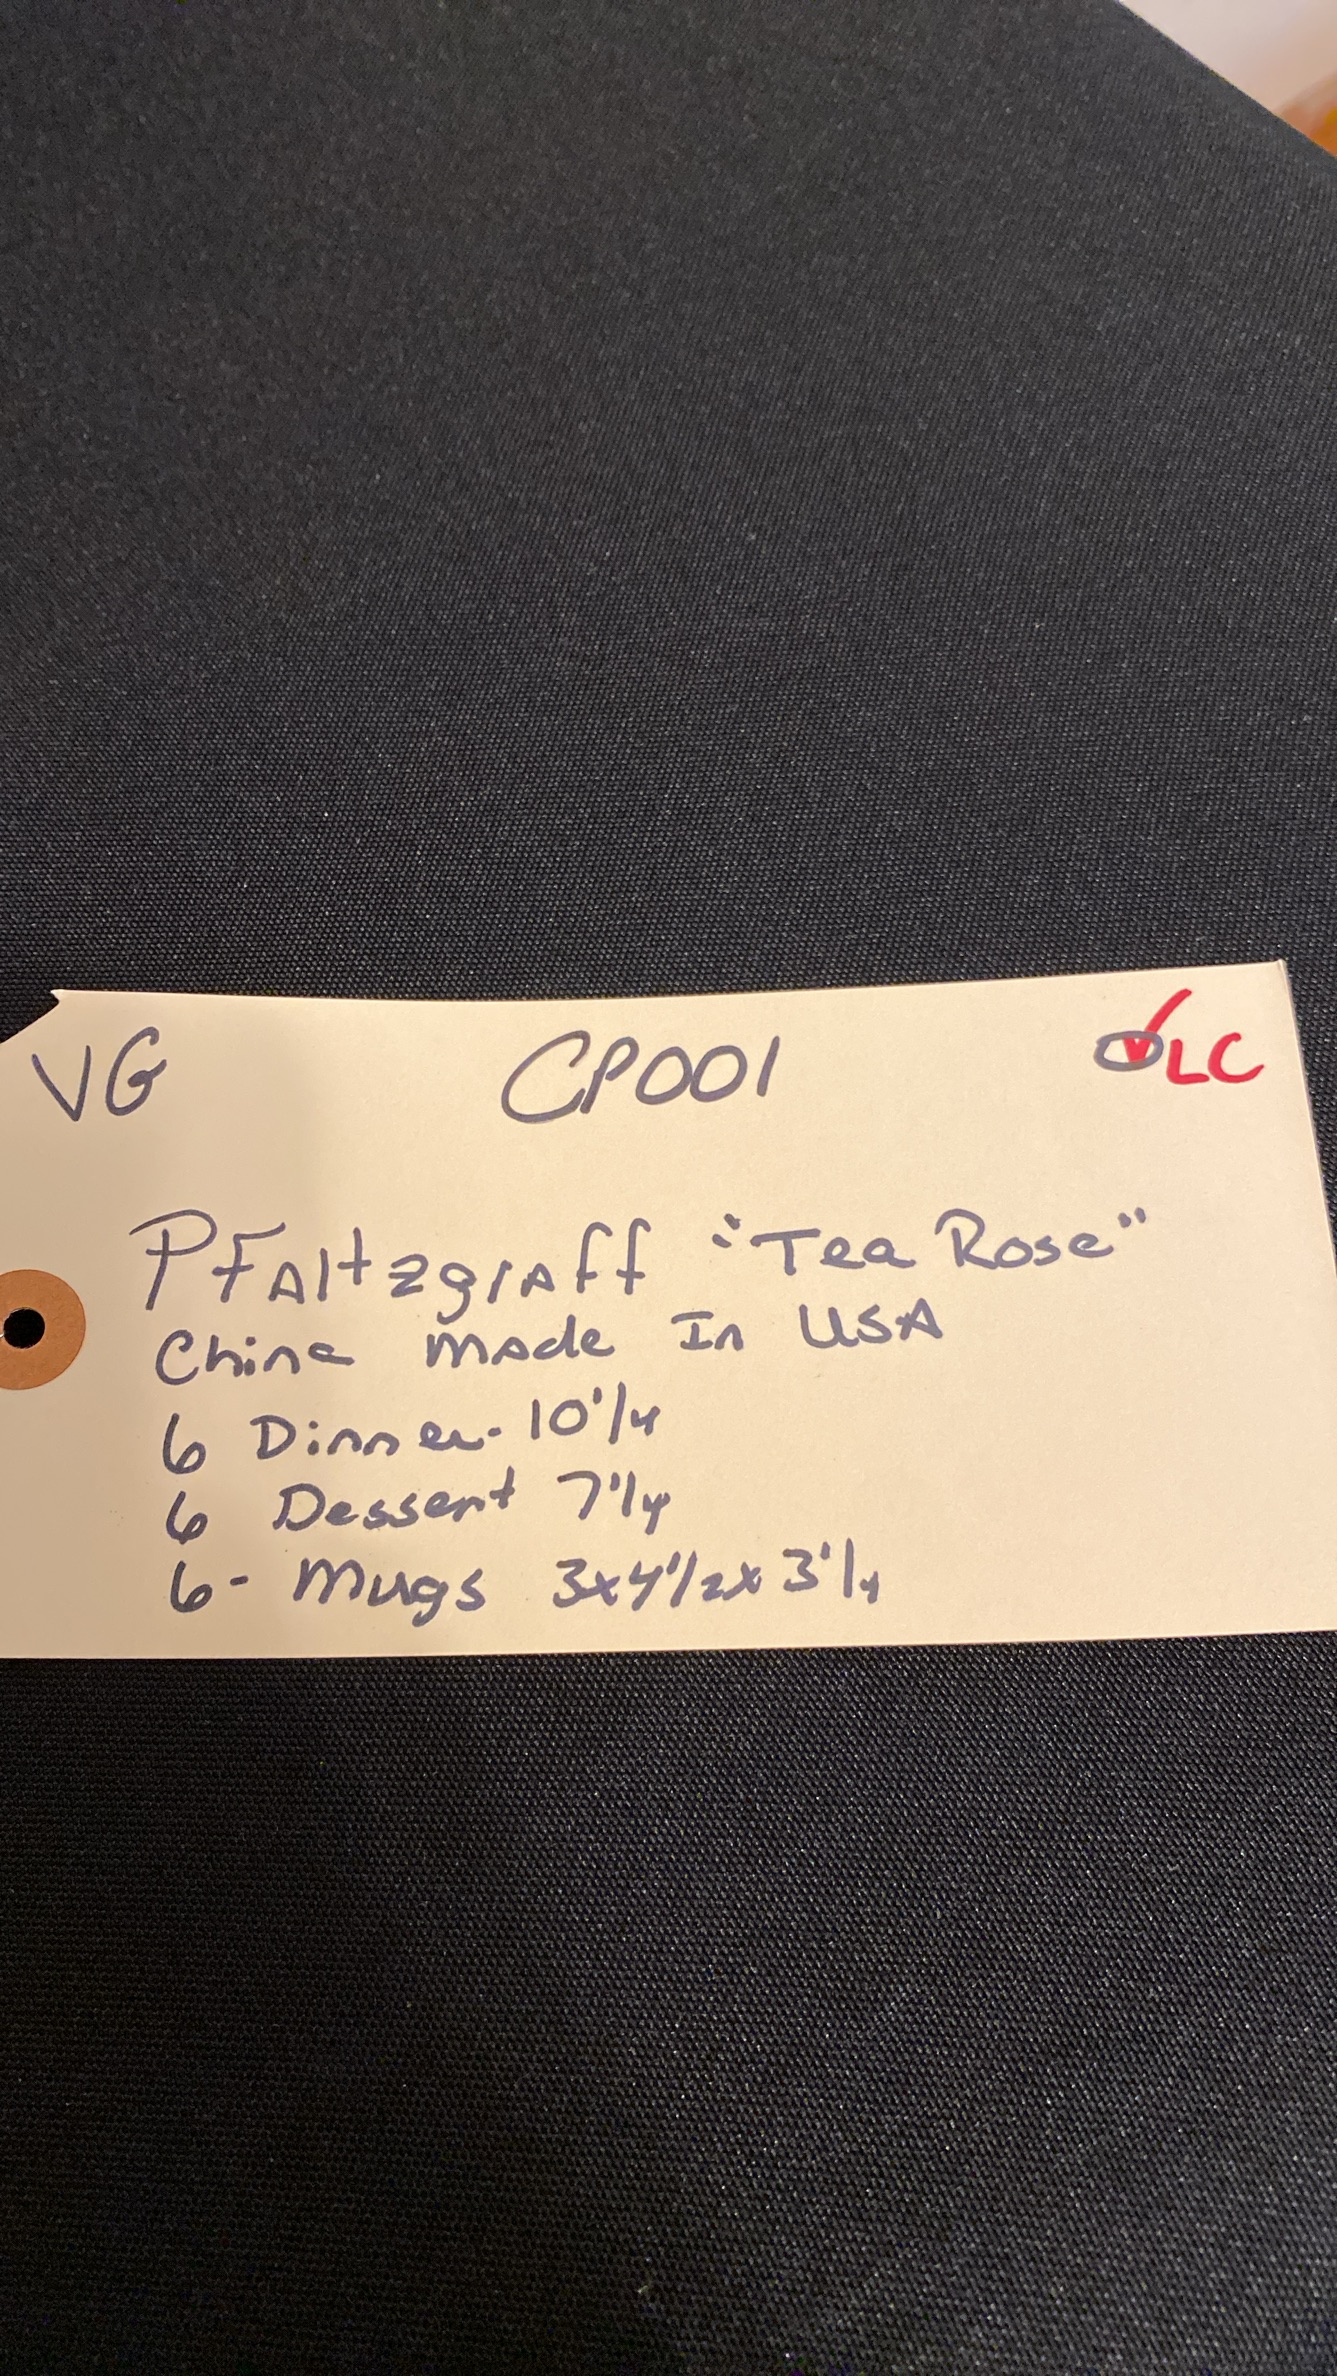 VG CP001 LC
PFAltzgrAff "Tea Rose"
China made In USA
6 Dinner - 10 1/4
6 Dessert 7 1/4
6 - Mugs 3x4 1/2 x 3 1/4